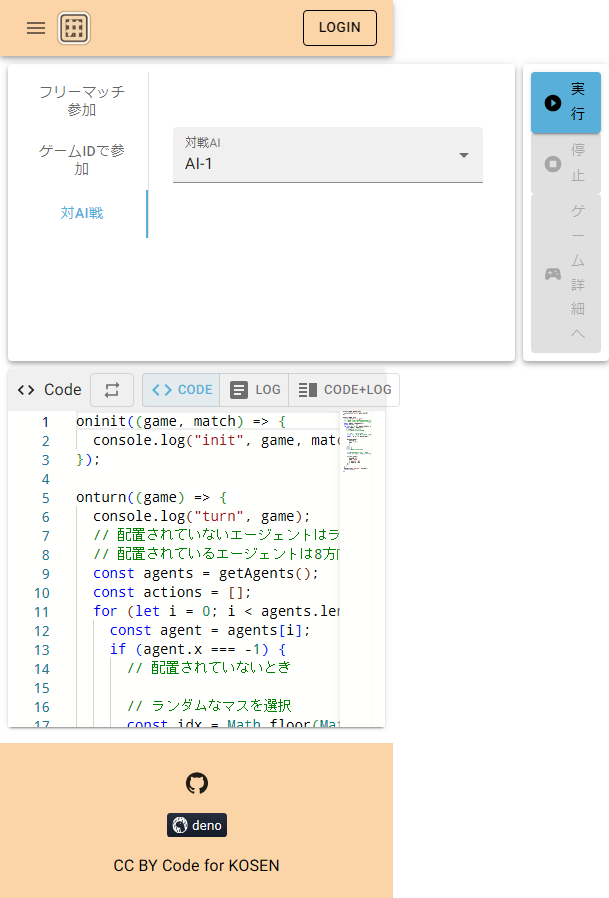 LOGIN
フリーマッチ
参加
ゲームIDで参
加
対AI戦
対戦AI
AI-1
実
行
停
止
ゲ
ー
ム
詳
細
へ
Code
CODE
LOG
CODE+LOG
1 oninit((game, match) => {
2 console.log("init", game, matc
3 });
4
5 onturn((game) => {
6 console.log("turn", game);
7 // 配置されていないエージェントはラ
8 // 配置されているエージェントは8方向
9 const agents = getAgents();
10 const actions = [];
11 for (let i = 0; i < agents.len
12 const agent = agents[i];
13 if (agent.x === -1) {
14 // 配置されていないとき
15
16 // ランダムなマスを選択
17 const idx = Math.floor(Mat
deno
CC BY Code for KOSEN